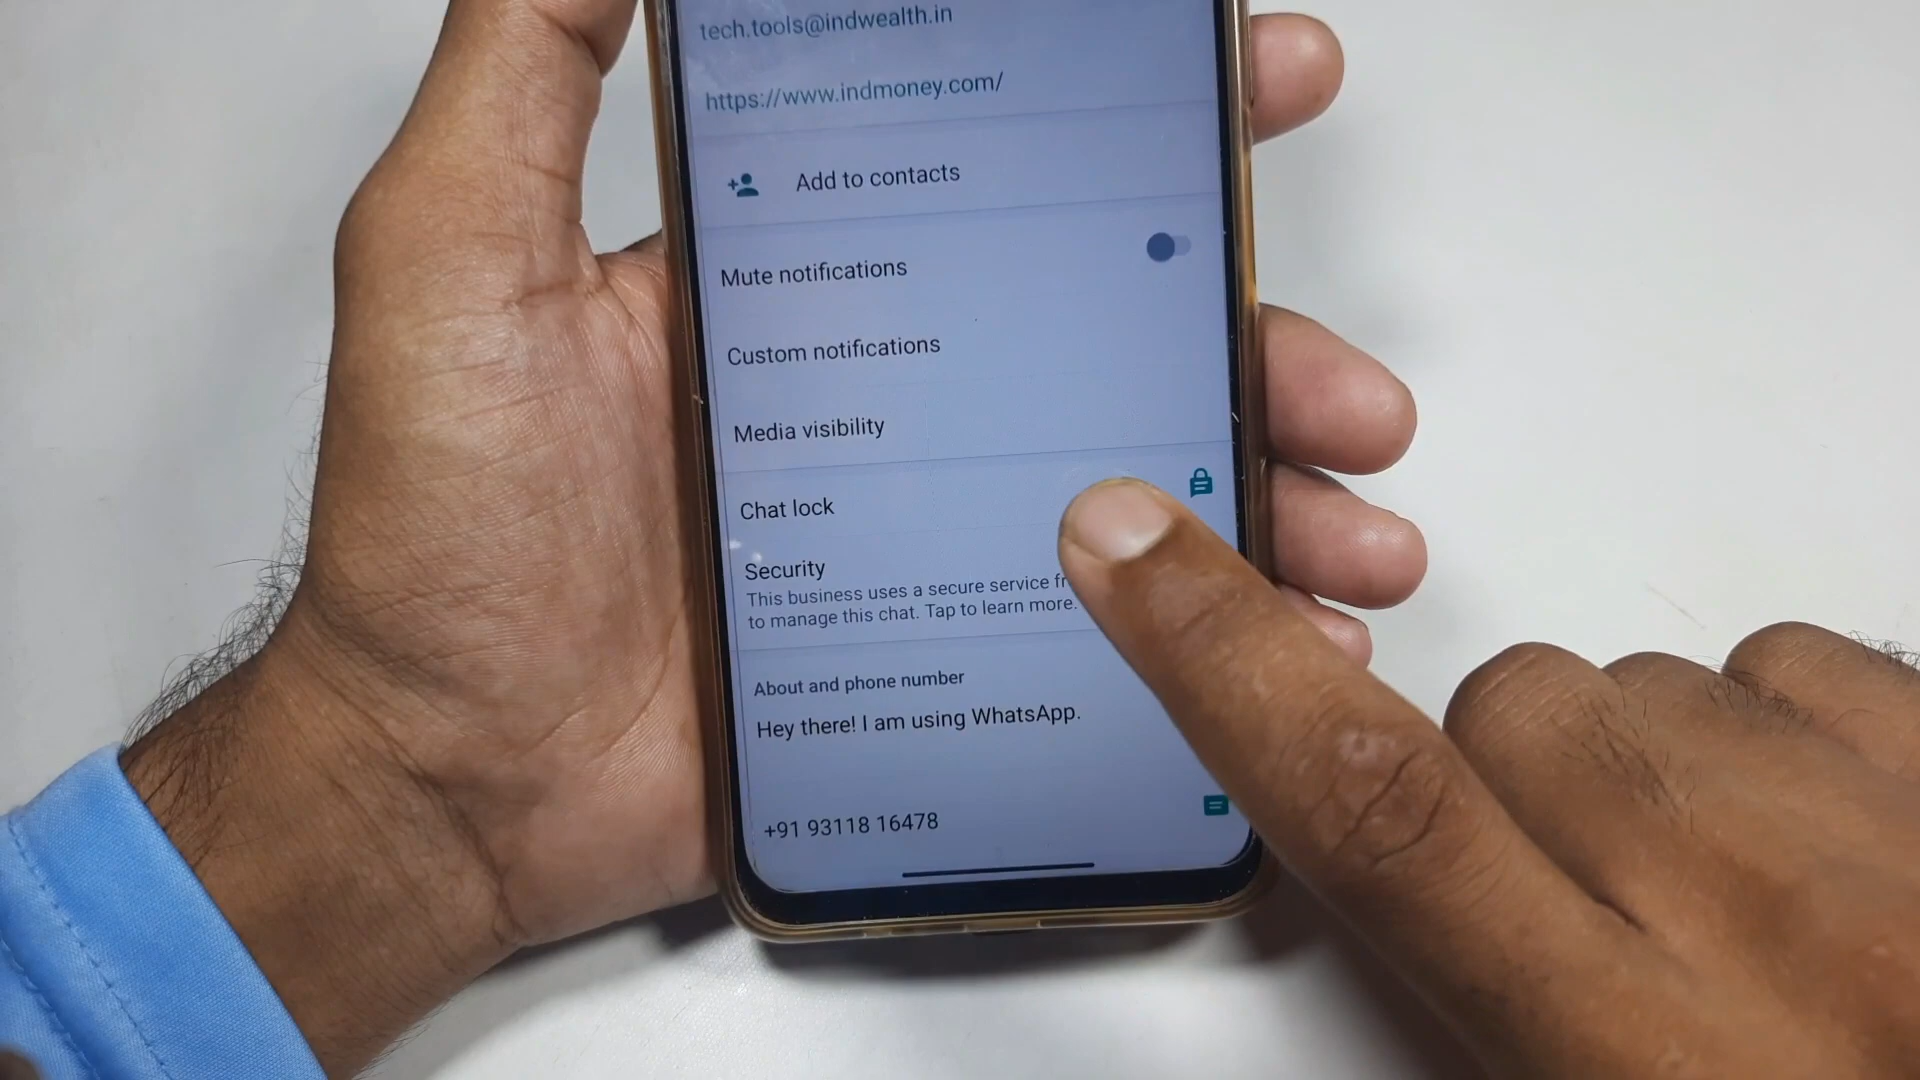 tech.tools@indwealth.in
https://www.indmoney.com/
Add to contacts
Mute notifications
Custom notifications
Media visibility
Chat lock
Security
This business uses a secure service
to manage this chat. Tap to learn more.
About and phone number
Hey there! I am using WhatsApp.
+91 93118 16478